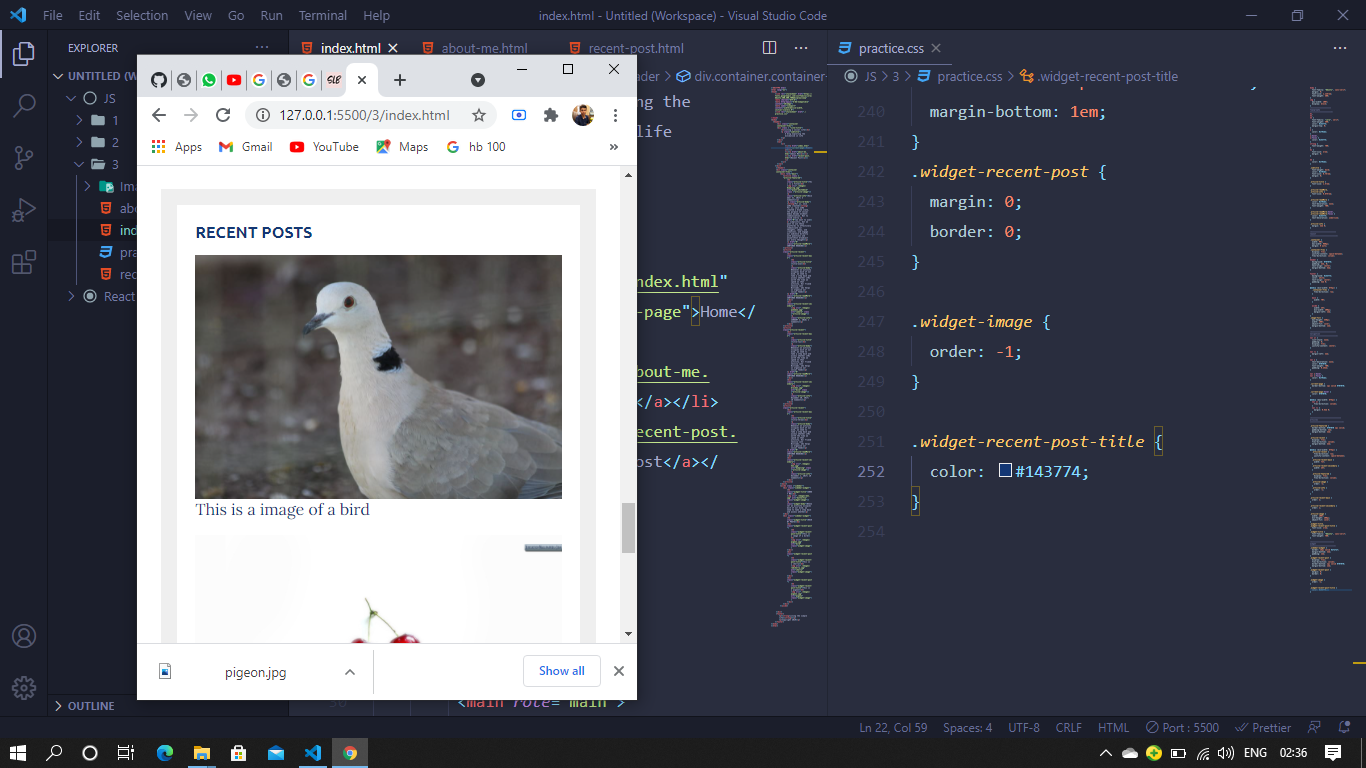 File Edit Selection View Go Run Terminal Help
index.html - Untitled (Workspace) - Visual Studio Code
EXPLORER
UNTITLED (W
JS
1
2
3
Ima
abo
ind
pra
rec
React
OUTLINE
index.html
about-me.html
recent-post.html
ader > div.container.container-
ng the
life
ndex.html"
-page">Home</
bout-me.
</a></li>
ecent-post.
ost</a></
50
<main role="main">
127.0.0.1:5500/3/index.html
Apps Gmail YouTube Maps hb 100 »
RECENT POSTS
This is a image of a bird
pigeon.jpg
Show all
practice.css
JS > 3 > practice.css > .widget-recent-post-title
240 margin-bottom: 1em;
241 }
242 .widget-recent-post {
243 margin: 0;
244 border: 0;
245 }
246
247 .widget-image {
248 order: -1;
249 }
250
251 .widget-recent-post-title {
252 color: #143774;
253 }
254
Ln 22, Col 59 Spaces: 4 UTF-8 CRLF HTML Port : 5500 Prettier
ENG 02:36